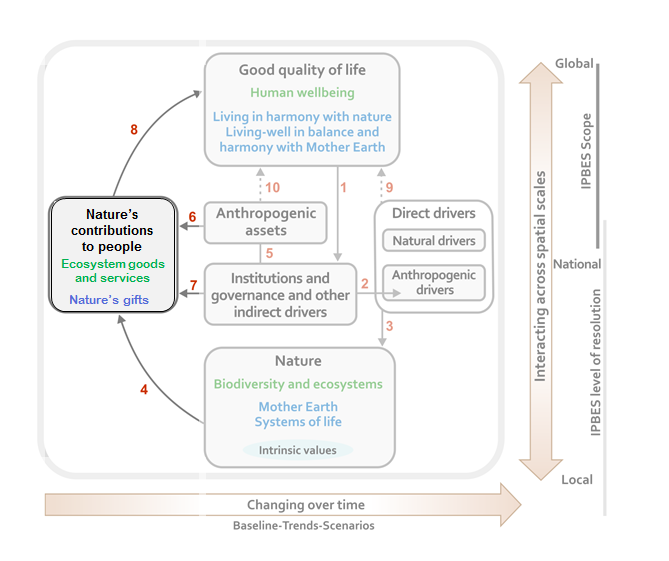 Good quality of life
Human wellbeing
Living in harmony with nature
Living-well in balance and
harmony with Mother Earth
8
10
1
9
Nature's
contributions
to people
Ecosystem goods
and services
Nature's gifts
6
Anthropogenic
assets
5
7
Institutions and
governance and other
indirect drivers
2
Direct drivers
Natural drivers
Anthropogenic
drivers
3
4
Nature
Biodiversity and ecosystems
Mother Earth
Systems of life
Intrinsic values
Changing over time
Baseline-Trends-Scenarios
Interacting across spatial scales
Global
National
Local
IPBES Scope
IPBES level of resolution